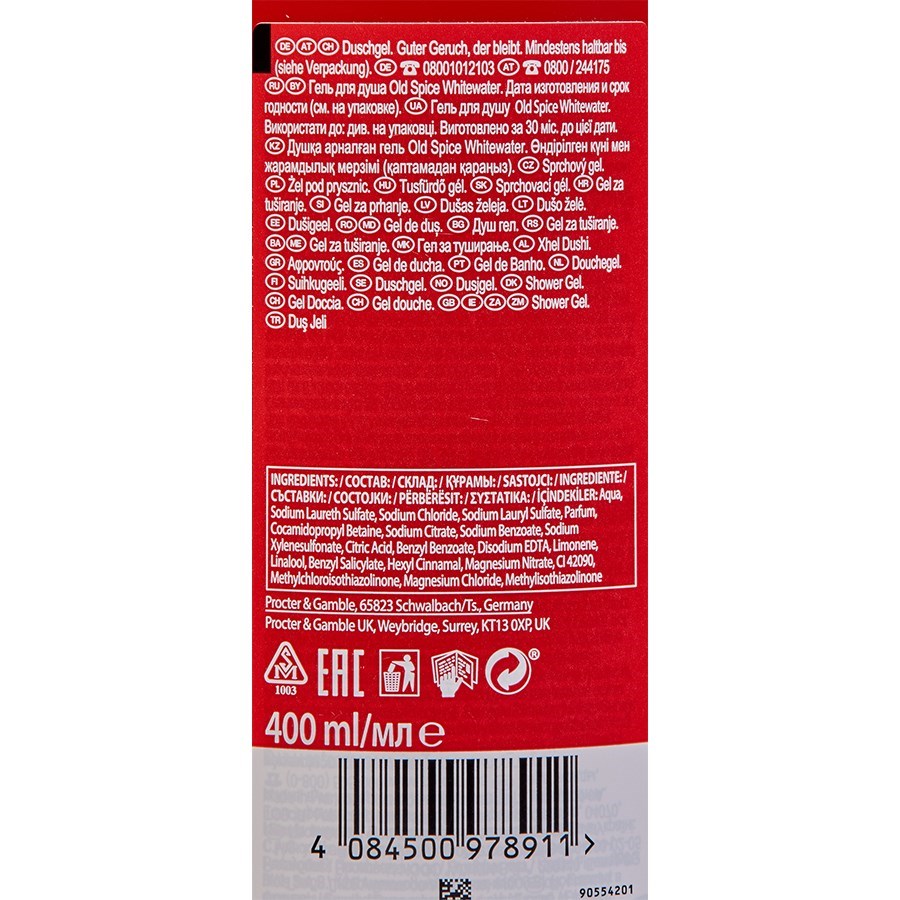 DE AT CH Duschgel. Guter Geruch, der bleibt. Mindestens haltbar bis
(siehe Verpackung). DE ☎ 08001012103 AT ☎ 0800 / 244175
RU BY Гель для душа Old Spice Whitewater. Дата изготовления и срок
годности (см. на упаковке). UA Гель для душу Old Spice Whitewater.
Використати до: див. на упаковці. Виготовлено за 30 міс. до цієї дати.
KZ Душқа арналған гель Old Spice Whitewater. Өндірілген күні мен
жарамдылық мерзімі (қаптамадан қараңыз). CZ Sprchový gel.
PL Żel pod prysznic. HU Tusfürdő gél. SK Sprchovací gél. HR Gel za
tuširanje. SI Gel za prhanje. LV Dušas želeja. LT Dušo želė.
EE Dušigeel. RO MD Gel de duș. BG Душ гел. RS Gel za tuširanje.
BA ME Gel za tuširanje. MK Гел за туширање. AL Xhel Dushi.
GR Αφροντούς. ES Gel de ducha. PT Gel de Banho. NL Douchegel.
FI Suihkugeeli. SE Duschgel. NO Dusjgel. DK Shower Gel.
CH Gel Doccia. CH Gel douche. GB IE ZA ZM Shower Gel.
TR Duş Jeli
INGREDIENTS: / СОСТАВ: / СКЛАД: / ҚҰРАМЫ: / SASTOJCI: / INGREDIENTE: /
СЪСТАВКИ: / СОСТОЈКИ: / PËRBËRËSIT: / ΣΥΣΤΑΤΙΚΑ: / İÇİNDEKİLER: Aqua,
Sodium Laureth Sulfate, Sodium Chloride, Sodium Lauryl Sulfate, Parfum,
Cocamidopropyl Betaine, Sodium Citrate, Sodium Benzoate, Sodium
Xylenesulfonate, Citric Acid, Benzyl Benzoate, Disodium EDTA, Limonene,
Linalool, Benzyl Salicylate, Hexyl Cinnamal, Magnesium Nitrate, CI 42090,
Methylchloroisothiazolinone, Magnesium Chloride, Methylisothiazolinone
Procter & Gamble, 65823 Schwalbach/Ts., Germany
Procter & Gamble UK, Weybridge, Surrey, KT13 0XP, UK
1003
EAC
®
400 ml/мл e
4 084500 978911 >
90554201